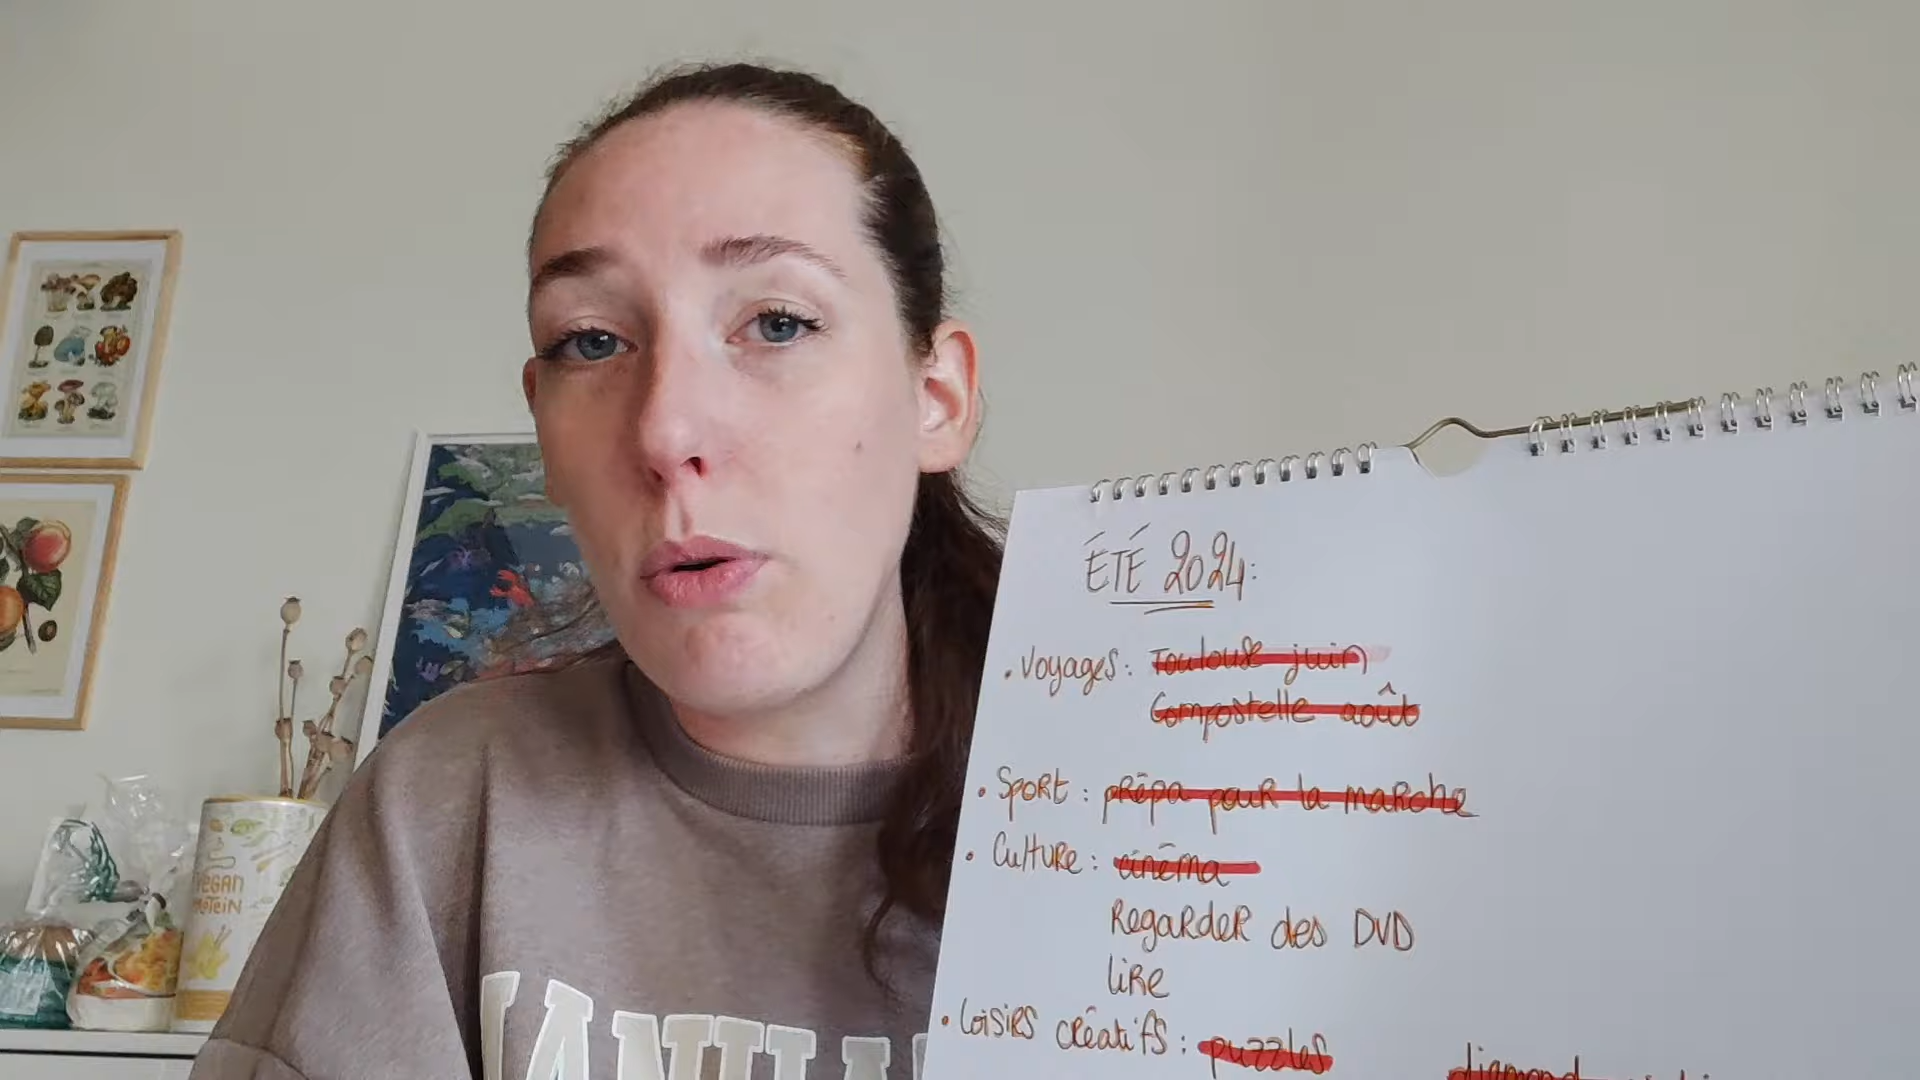 ÉTÉ 2024:
• Voyages: Toulouse juin
Compostelle août
• Sport: prépa pour la marche
• Culture: cinéma
Regarder des DVD
lire
• Loisirs créatifs: puzzles diamond
VEGAN
PROTEIN